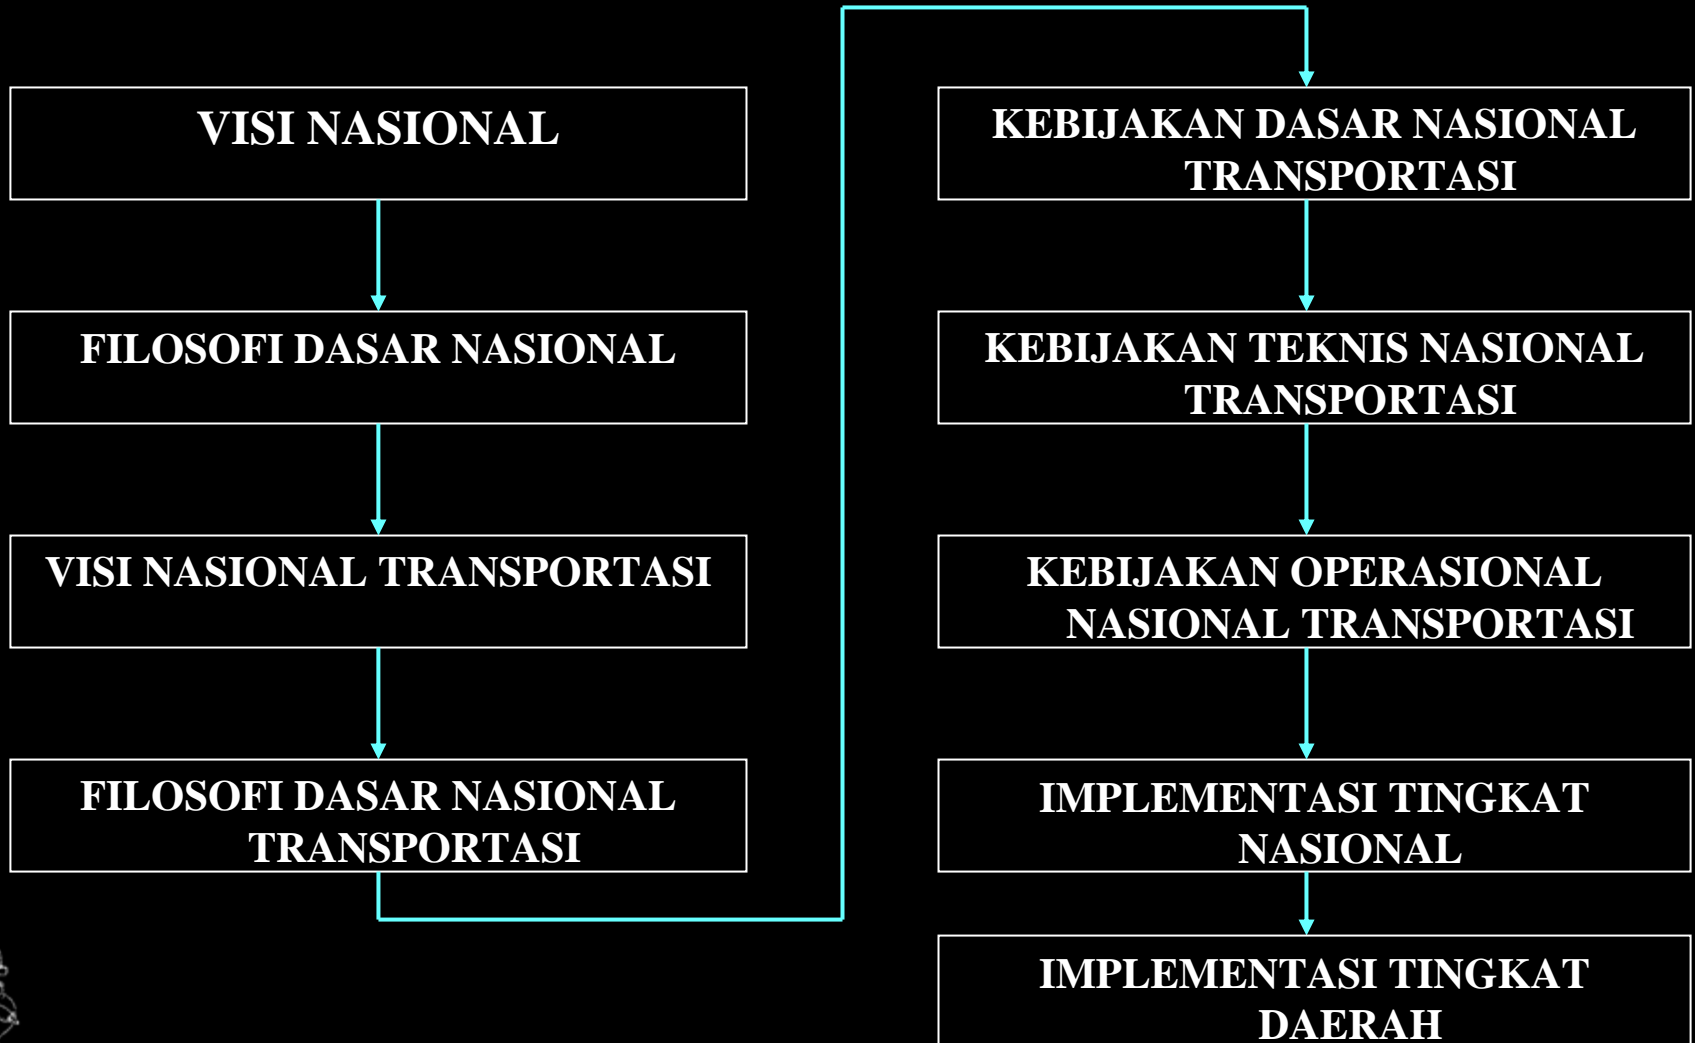 VISI NASIONAL
FILOSOFI DASAR NASIONAL
VISI NASIONAL TRANSPORTASI
FILOSOFI DASAR NASIONAL
TRANSPORTASI
KEBIJAKAN DASAR NASIONAL
TRANSPORTASI
KEBIJAKAN TEKNIS NASIONAL
TRANSPORTASI
KEBIJAKAN OPERASIONAL
NASIONAL TRANSPORTASI
IMPLEMENTASI TINGKAT
NASIONAL
IMPLEMENTASI TINGKAT
DAERAH